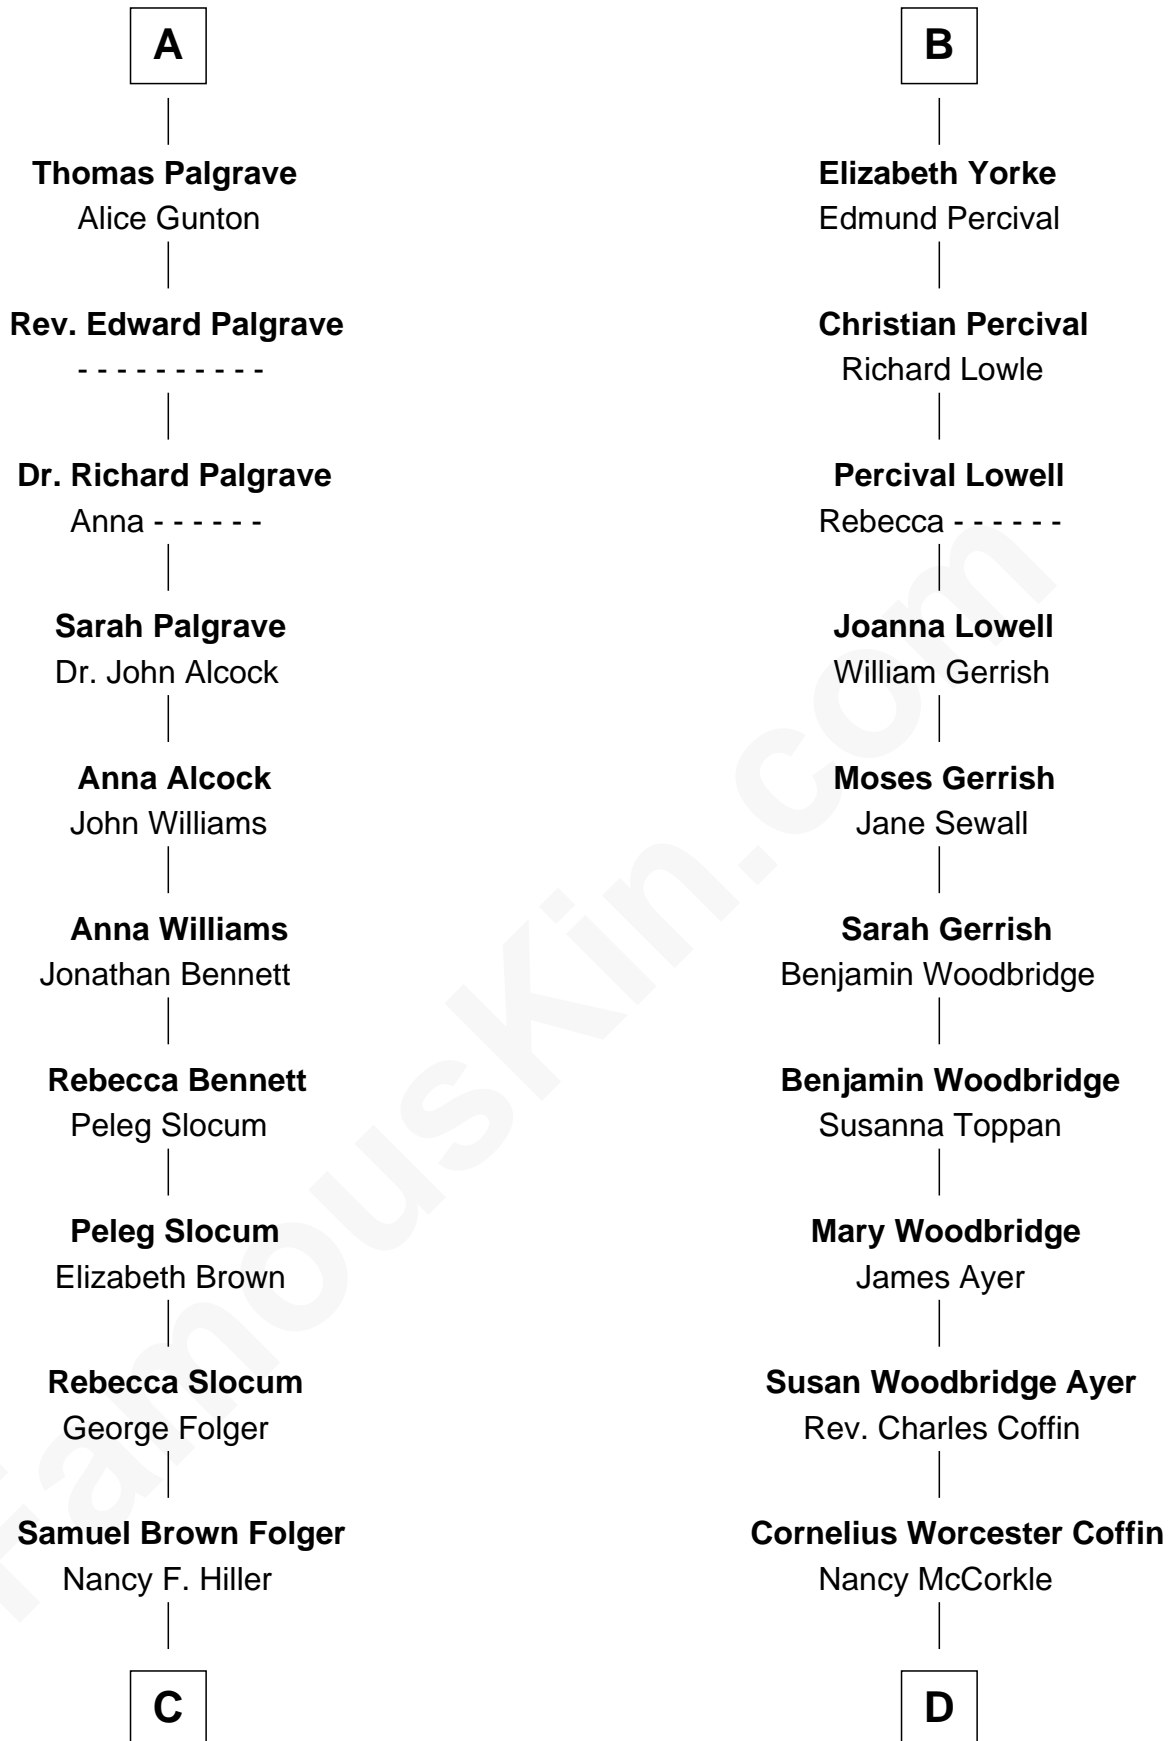 A
Thomas Palgrave
Alice Gunton
Rev. Edward Palgrave
- - - - - - - - - -
Dr. Richard Palgrave
Anna - - - - - -
Sarah Palgrave
Dr. John Alcock
Anna Alcock
John Williams
Anna Williams
Jonathan Bennett
Rebecca Bennett
Peleg Slocum
Peleg Slocum
Elizabeth Brown
Rebecca Slocum
George Folger
Samuel Brown Folger
Nancy F. Hiller
C
B
Elizabeth Yorke
Edmund Percival
Christian Percival
Richard Lowle
Percival Lowell
Rebecca - - - - - -
Joanna Lowell
William Gerrish
Moses Gerrish
Jane Sewall
Sarah Gerrish
Benjamin Woodbridge
Benjamin Woodbridge
Susanna Toppan
Mary Woodbridge
James Ayer
Susan Woodbridge Ayer
Rev. Charles Coffin
Cornelius Worcester Coffin
Nancy McCorkle
D
FamousKin.com